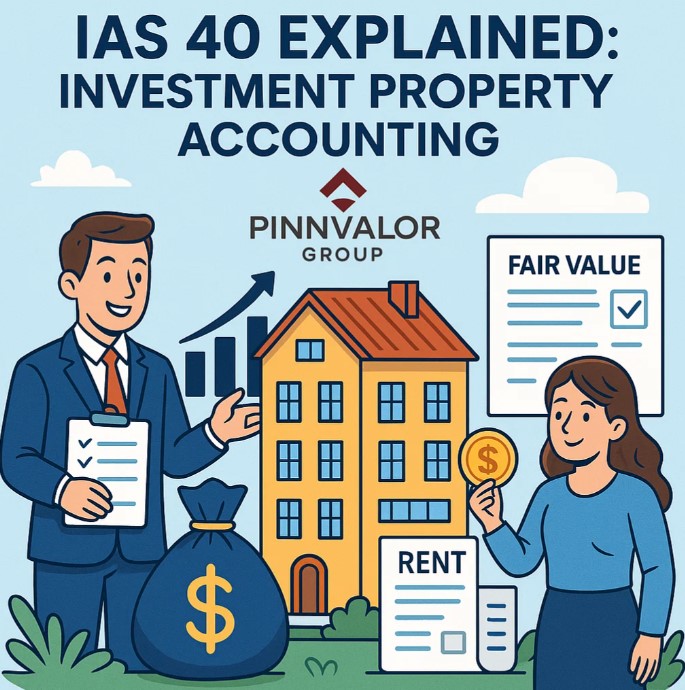 IAS 40 EXPLAINED:
INVESTMENT PROPERTY
ACCOUNTING
PINNVALOR
GROUP
FAIR VALUE
$
$
RENT